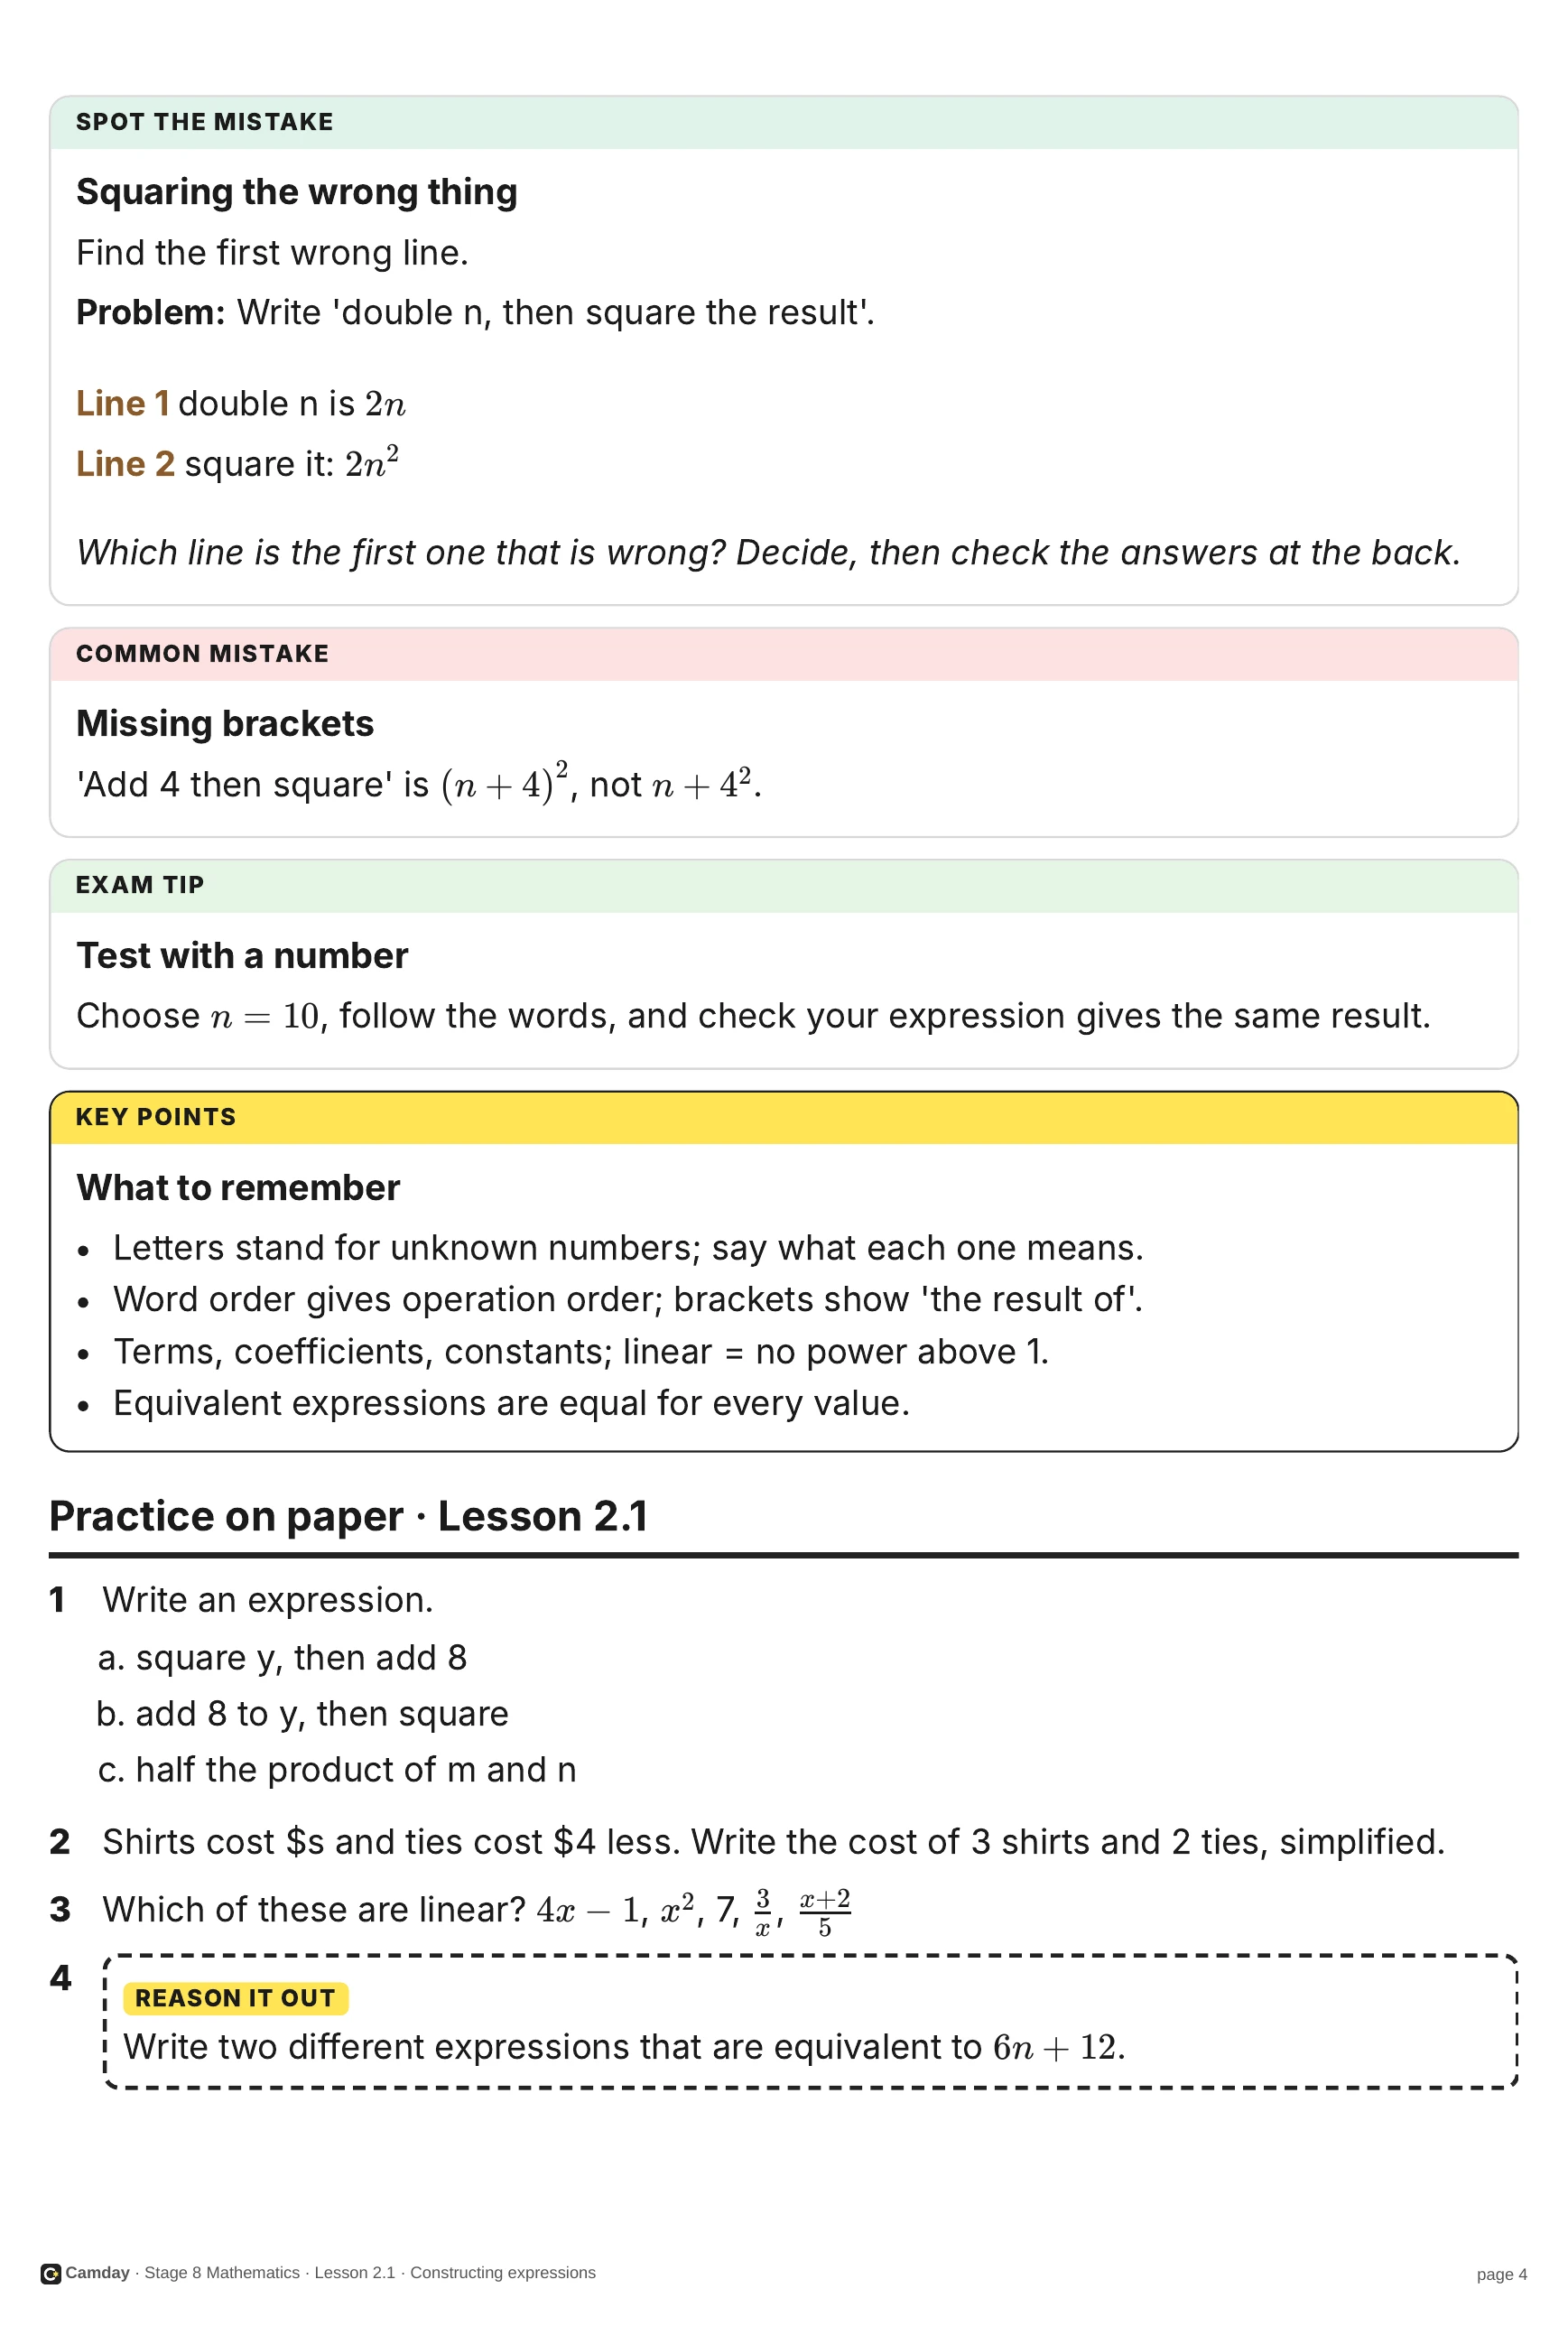 SPOT THE MISTAKE
Squaring the wrong thing
Find the first wrong line.
Problem: Write 'double n, then square the result'.
Line 1 double n is 2n
Line 2 square it: 2n²
Which line is the first one that is wrong? Decide, then check the answers at the back.
COMMON MISTAKE
Missing brackets
'Add 4 then square' is (n + 4)², not n + 4².
EXAM TIP
Test with a number
Choose n = 10, follow the words, and check your expression gives the same result.
KEY POINTS
What to remember
• Letters stand for unknown numbers; say what each one means.
• Word order gives operation order; brackets show 'the result of'.
• Terms, coefficients, constants; linear = no power above 1.
• Equivalent expressions are equal for every value.
Practice on paper · Lesson 2.1
1 Write an expression.
a. square y, then add 8
b. add 8 to y, then square
c. half the product of m and n
2 Shirts cost $s and ties cost $4 less. Write the cost of 3 shirts and 2 ties, simplified.
3 Which of these are linear? 4x − 1, x², 7, 3/x, (x+2)/5
4 REASON IT OUT
Write two different expressions that are equivalent to 6n + 12.
Camday · Stage 8 Mathematics · Lesson 2.1 · Constructing expressions page 4